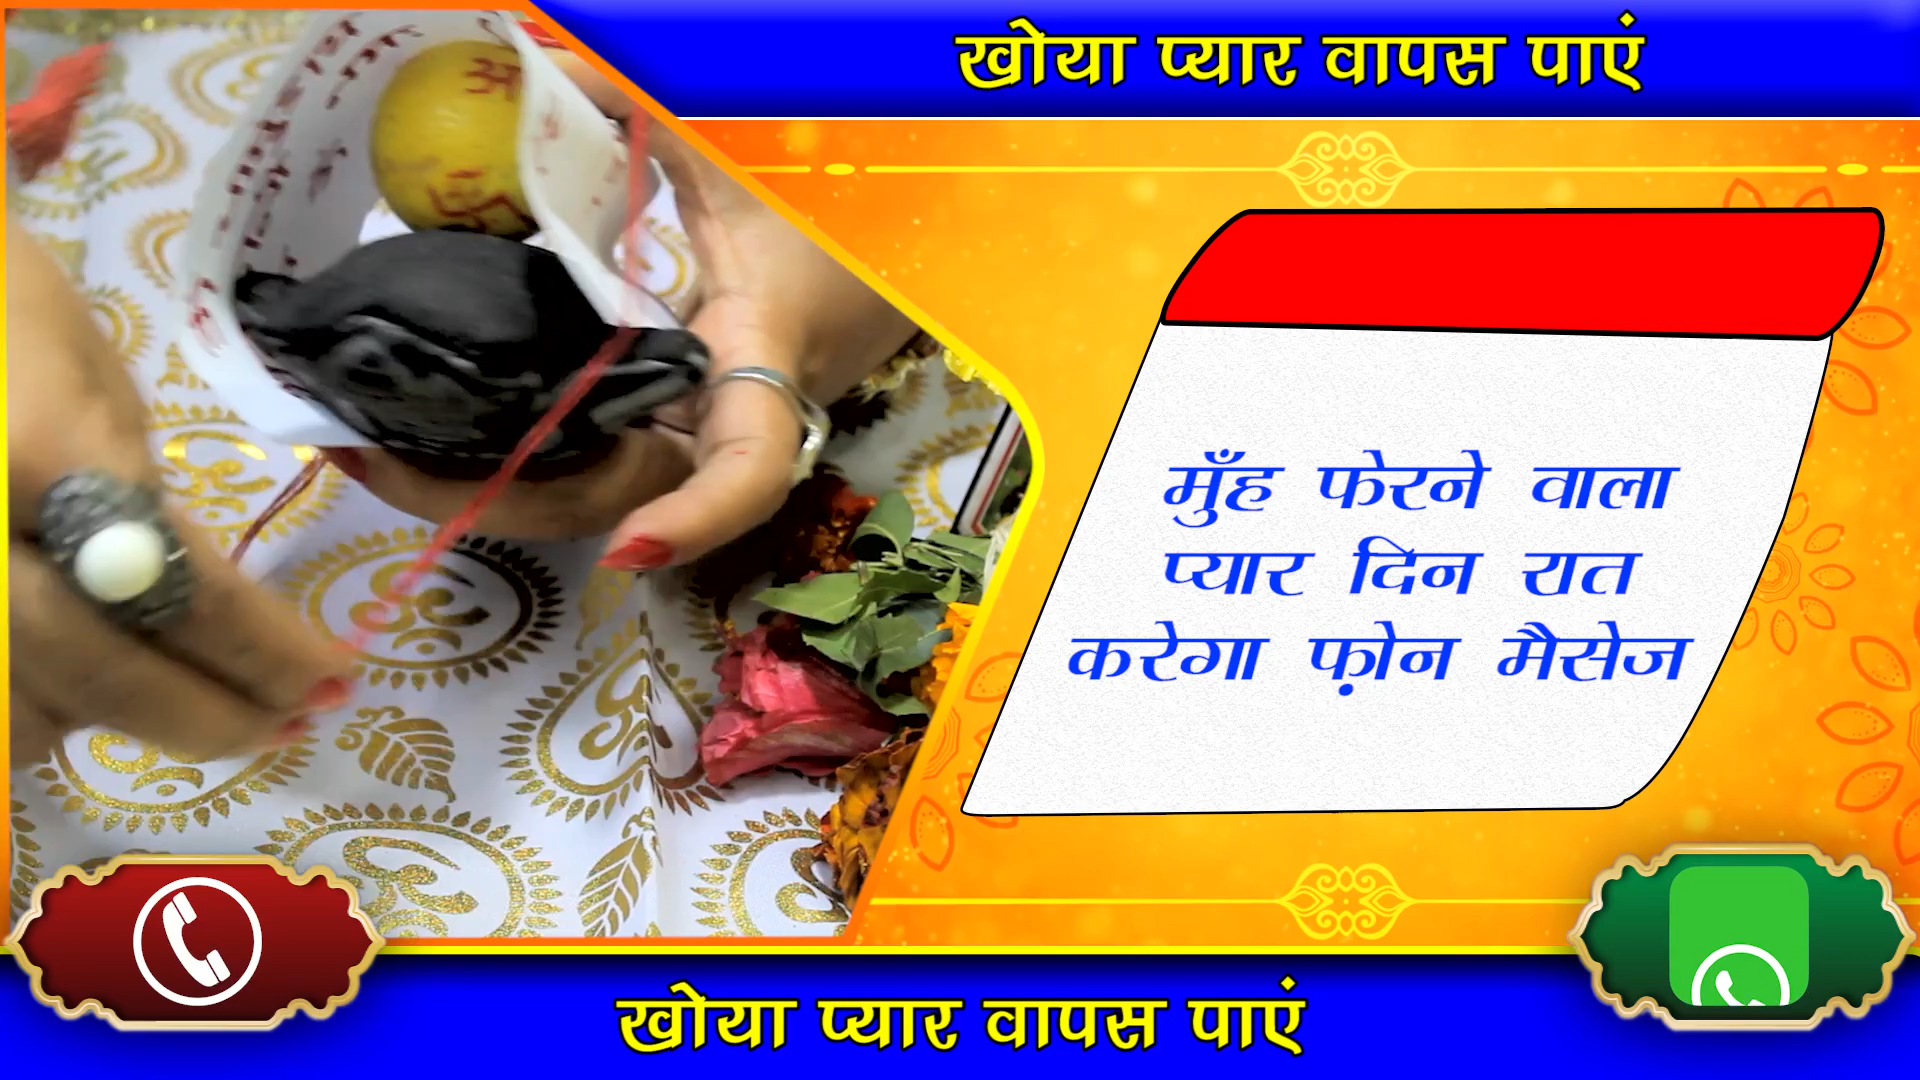 खोया प्यार वापस पाएं
मुँह फेरने वाला
प्यार दिन रात
करेगा फ़ोन मैसेज
खोया प्यार वापस पाएं